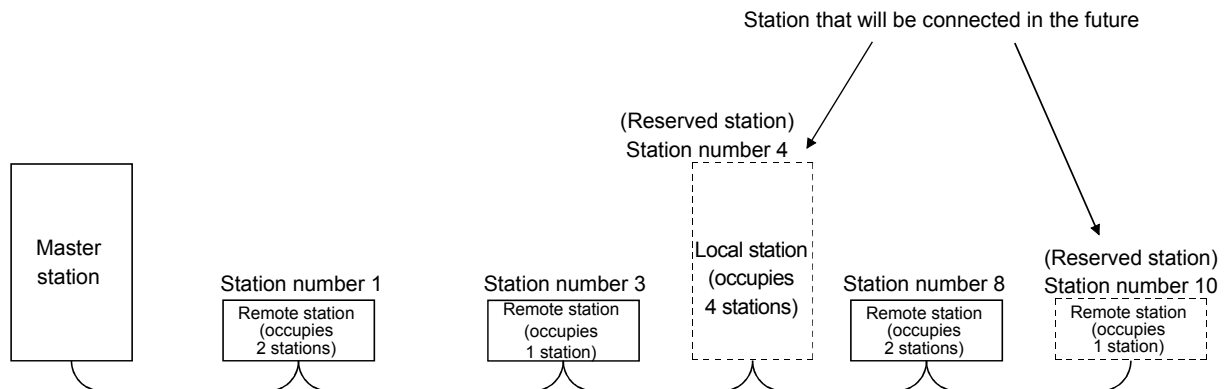 Station that will be connected in the future
(Reserved station)
Station number 4
Master
station
Station number 1
Remote station
(occupies
2 stations)
Station number 3
Remote station
(occupies
1 station)
Local station
(occupies
4 stations)
Station number 8
Remote station
(occupies
2 stations)
(Reserved station)
Station number 10
Remote station
(occupies
1 station)